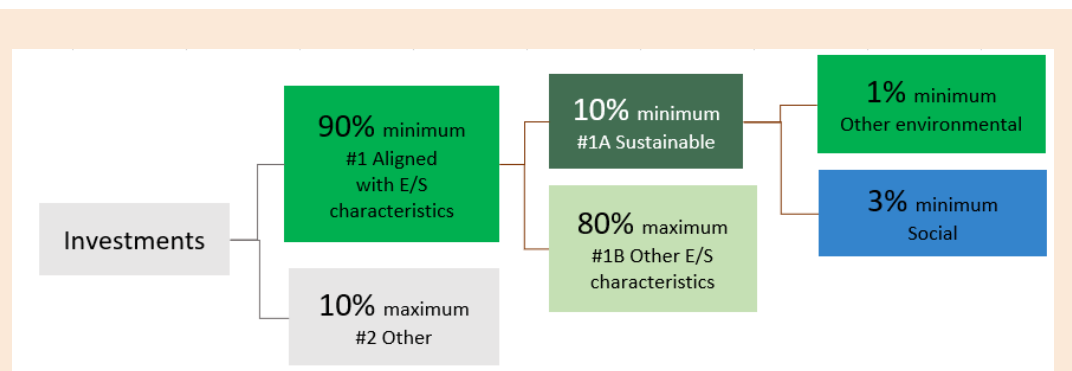 Investments
90% minimum
#1 Aligned
with E/S
characteristics
10% maximum
#2 Other
10% minimum
#1A Sustainable
80% maximum
#1B Other E/S
characteristics
1% minimum
Other environmental
3% minimum
Social